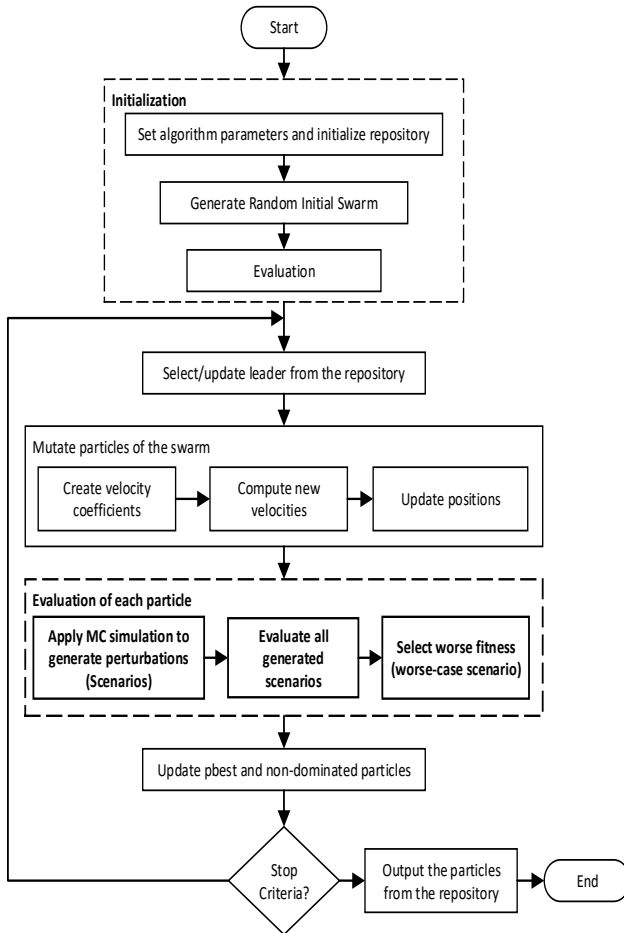 Start
Initialization
Set algorithm parameters and initialize repository
Generate Random Initial Swarm
Evaluation
Select/update leader from the repository
Mutate particles of the swarm
Create velocity
coefficients
Compute new
velocities
Update positions
Evaluation of each particle
Apply MC simulation to
generate perturbations
(Scenarios)
Evaluate all
generated
scenarios
Select worse fitness
(worse-case scenario)
Update pbest and non-dominated particles
Stop
Criteria?
Output the particles
from the repository
End